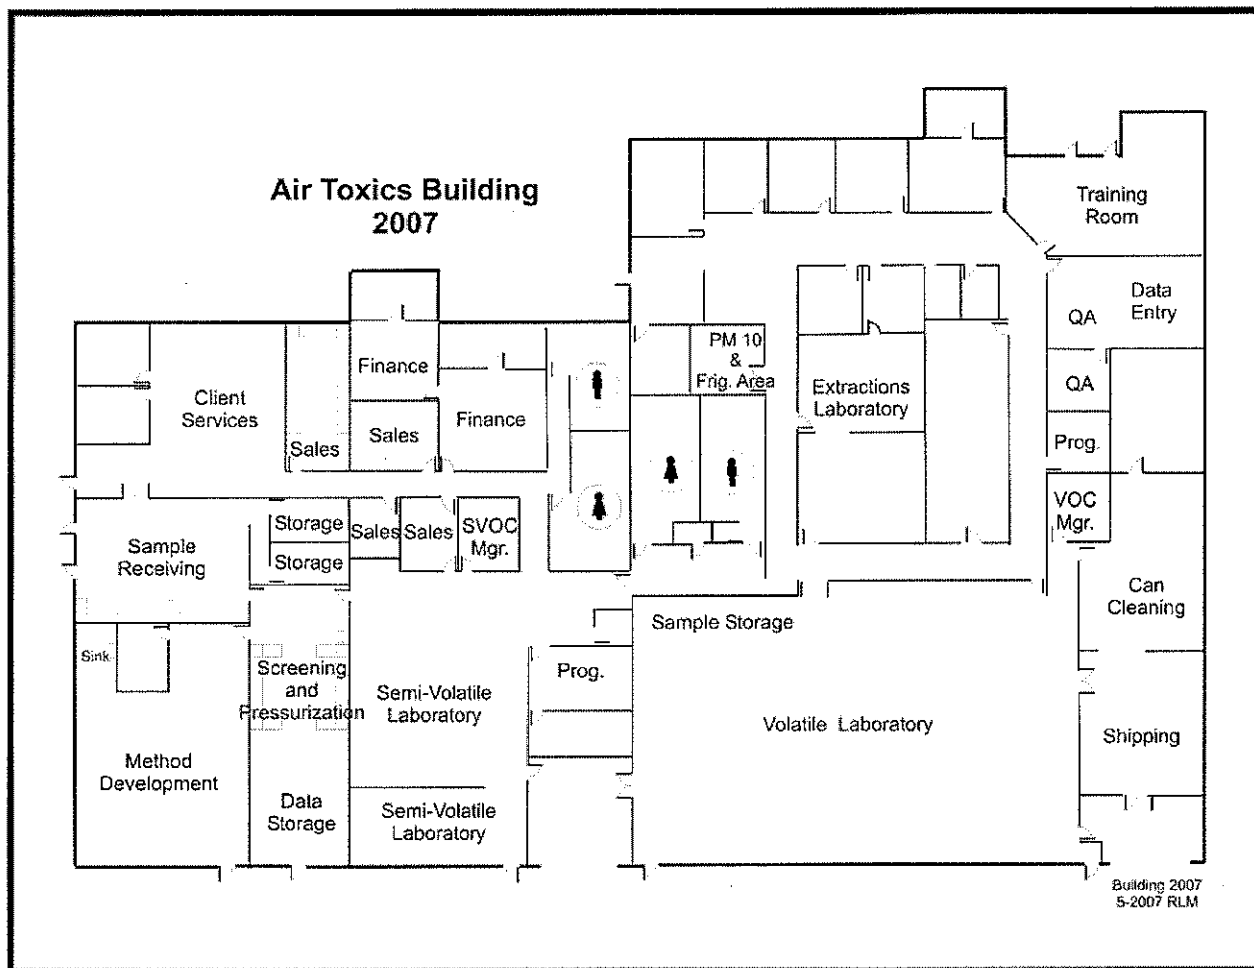 Air Toxics Building
2007
Training
Room
Data
Entry
QA
PM 10
&
Frig. Area
Finance
Client
Services
Extractions
Laboratory
QA
Sales
Finance
Sales
Prog.
VOC
Mgr.
Storage
Sales
Sales
SVOC
Mgr.
Sample
Receiving
Storage
Can
Cleaning
Sample Storage
Sink
Screening
and
Pressurization
Semi-Volatile
Laboratory
Prog.
Volatile Laboratory
Shipping
Method
Development
Data
Storage
Semi-Volatile
Laboratory
Building 2007
5-2007 RLM